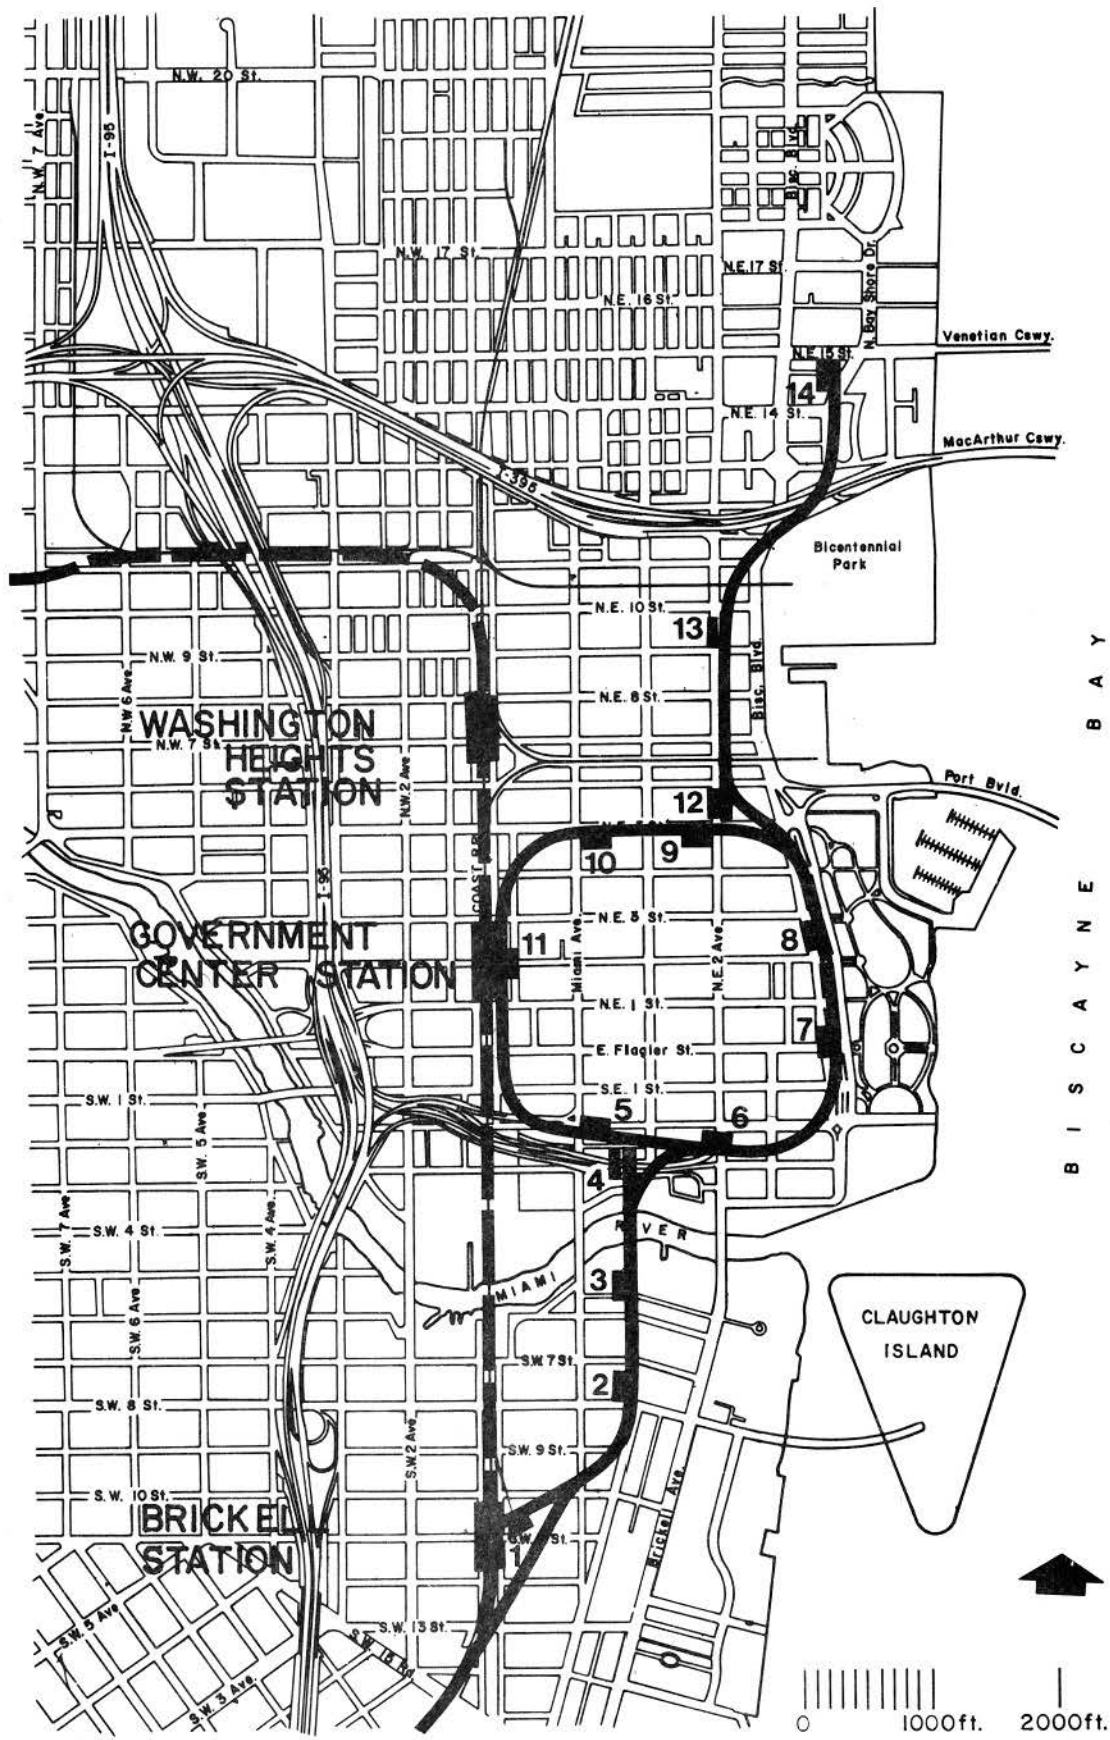 N.W. 20 St.
N.W. 7 Ave.
I-95
Bisc. Blvd.
N.W. 17 St.
N.E. 17 St.
N. Bay Shore Dr.
N.E. 16 St.
Venetian Cswy.
N.E. 15 St.
14
N.E. 14 St.
MacArthur Cswy.
I-395
Bicentennial
Park
N.E. 10 St.
13
N.W. 9 St.
Bisc. Blvd.
BISCAYNE BAY
N.W. 6 Ave.
N.E. 8 St.
WASHINGTON
HEIGHTS
STATION
N.W. 7 St.
N.W. 2 Ave
Port Bvld.
12
10
9
COAST
I-95
GOVERNMENT
CENTER STATION
11
Miami Ave.
N.E. 3 St.
N.E. 2 Ave.
8
N.E. 1 St.
7
E. Flagler St.
S.E. 1 St.
S.W. 1 St.
5
6
S.W. 5 Ave.
4
S.W. 7 Ave.
S.W. 4 St.
S.W. 4 Ave.
MIAMI RIVER
3
CLAUGHTON
ISLAND
S.W. 6 Ave.
S.W. 7 St.
2
S.W. 8 St.
S.W. 2 Ave.
S.W. 9 St.
S.W. 10 St.
Brickell Ave.
BRICKELL
STATION
1
S.W. 13 St.
S.W. 15 Rd.
S.W. 5 Ave
S.W. 3 Ave.
0 1000ft. 2000ft.